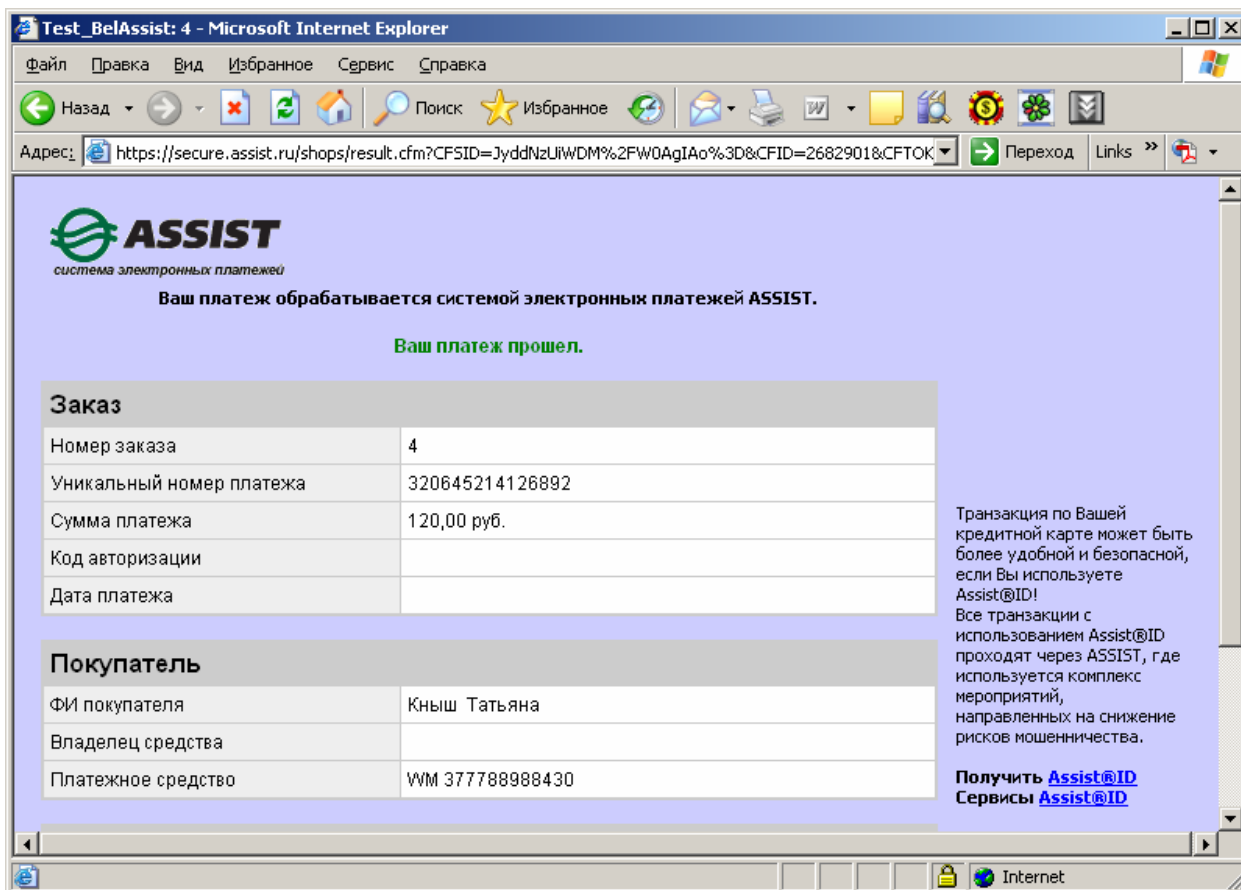 Test_BelAssist: 4 - Microsoft Internet Explorer
Файл Правка Вид Избранное Сервис Справка
Назад Поиск Избранное
Адрес: https://secure.assist.ru/shops/result.cfm?CFSID=JyddNzUiWDM%2FW0AgIAo%3D&CFID=2682901&CFTOK Переход Links »
ASSIST
система электронных платежей
Ваш платеж обрабатывается системой электронных платежей ASSIST.
Ваш платеж прошел.
Заказ
Номер заказа 4
Уникальный номер платежа 320645214126892
Сумма платежа 120,00 руб.
Код авторизации
Дата платежа
Покупатель
ФИ покупателя Кныш Татьяна
Владелец средства
Платежное средство WM 377788988430
Транзакция по Вашей
кредитной карте может быть
более удобной и безопасной,
если Вы используете
Assist®ID!
Все транзакции с
использованием Assist®ID
проходят через ASSIST, где
используется комплекс
мероприятий,
направленных на снижение
рисков мошенничества.
Получить Assist®ID
Сервисы Assist®ID
Internet